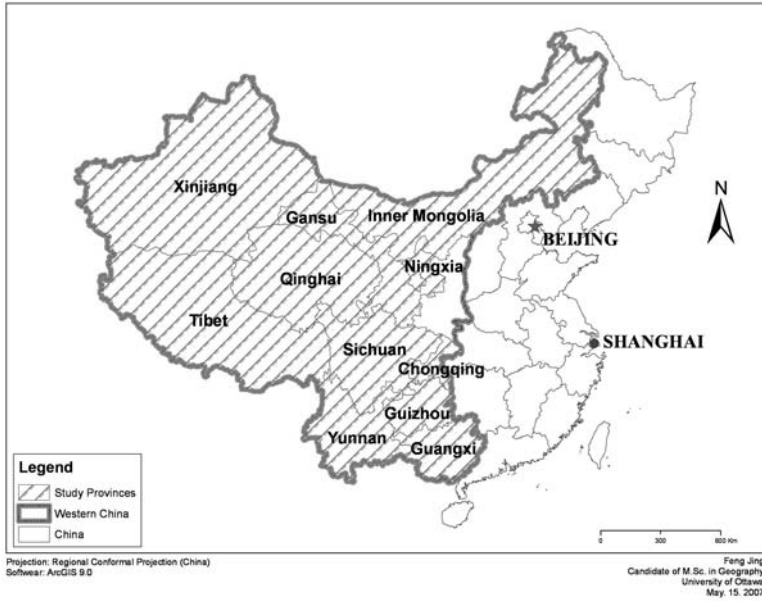 Xinjiang
Gansu
Inner Mongolia
N
BEIJING
Ningxia
Qinghai
Tibet
SHANGHAI
Sichuan
Chongqing
Guizhou
Yunnan
Guangxi
Legend
Study Provinces
Western China
China
0 300 600 Km
Projection: Regional Conformal Projection (China)
Softwear: ArcGIS 9.0
Feng Jing
Candidate of M.Sc. in Geography
University of Ottawa
May. 15. 2007